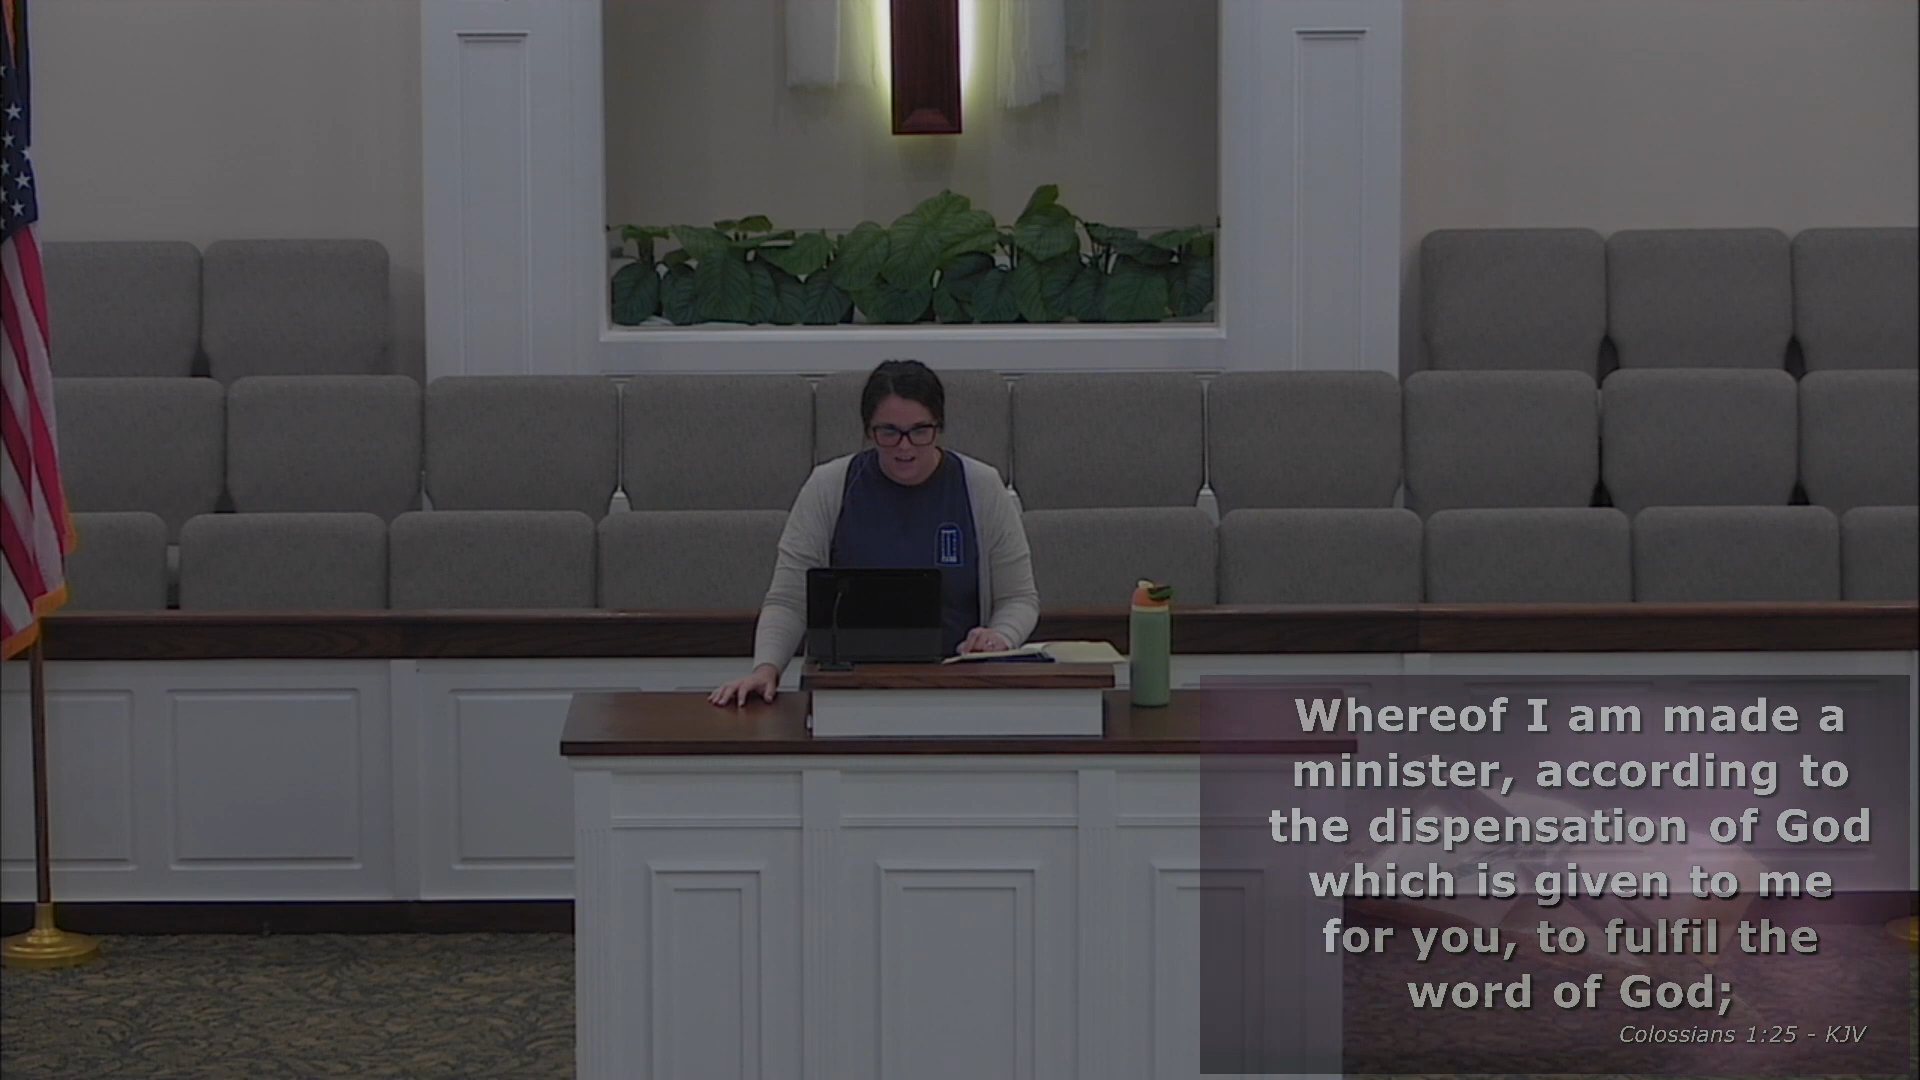 Whereof I am made a
minister, according to
the dispensation of God
which is given to me
for you, to fulfil the
word of God;
Colossians 1:25 - KJV